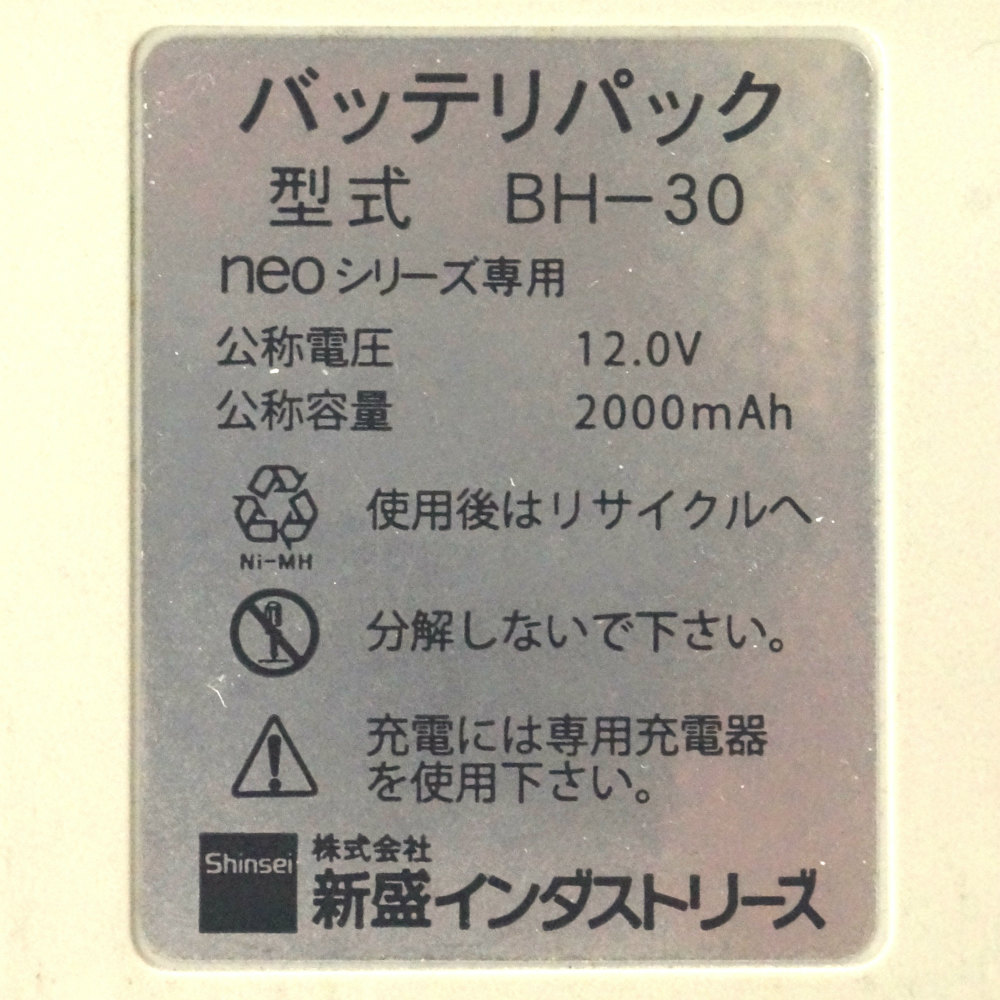 バッテリパック
型式 BH-30
neoシリーズ専用
公称電圧 12.0V
公称容量 2000mAh
使用後はリサイクルへ
Ni-MH
分解しないで下さい。
充電には専用充電器
を使用下さい。
Shinsei 株式会社
新盛インダストリーズ